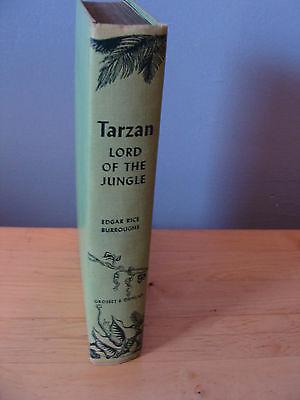 Tarzan
LORD
OF THE
JUNGLE
EDGAR RICE
BURROUGHS
GROSSET & DUNLAP